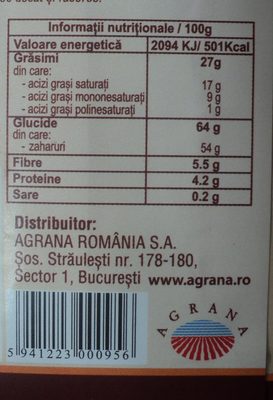 Informații nutriționale / 100g
Valoare energetică 2094 KJ/ 501Kcal
Grăsimi 27g
din care:
- acizi grași saturați 17 g
- acizi grași mononesaturați 9 g
- acizi grași polinesaturați 1 g
Glucide 64 g
din care:
- zaharuri 54 g
Fibre 5.5 g
Proteine 4.2 g
Sare 0.2 g
Distribuitor:
AGRANA ROMÂNIA S.A.
Șos. Străulești nr. 178-180,
Sector 1, București www.agrana.ro
AGRANA
5 941223 000956